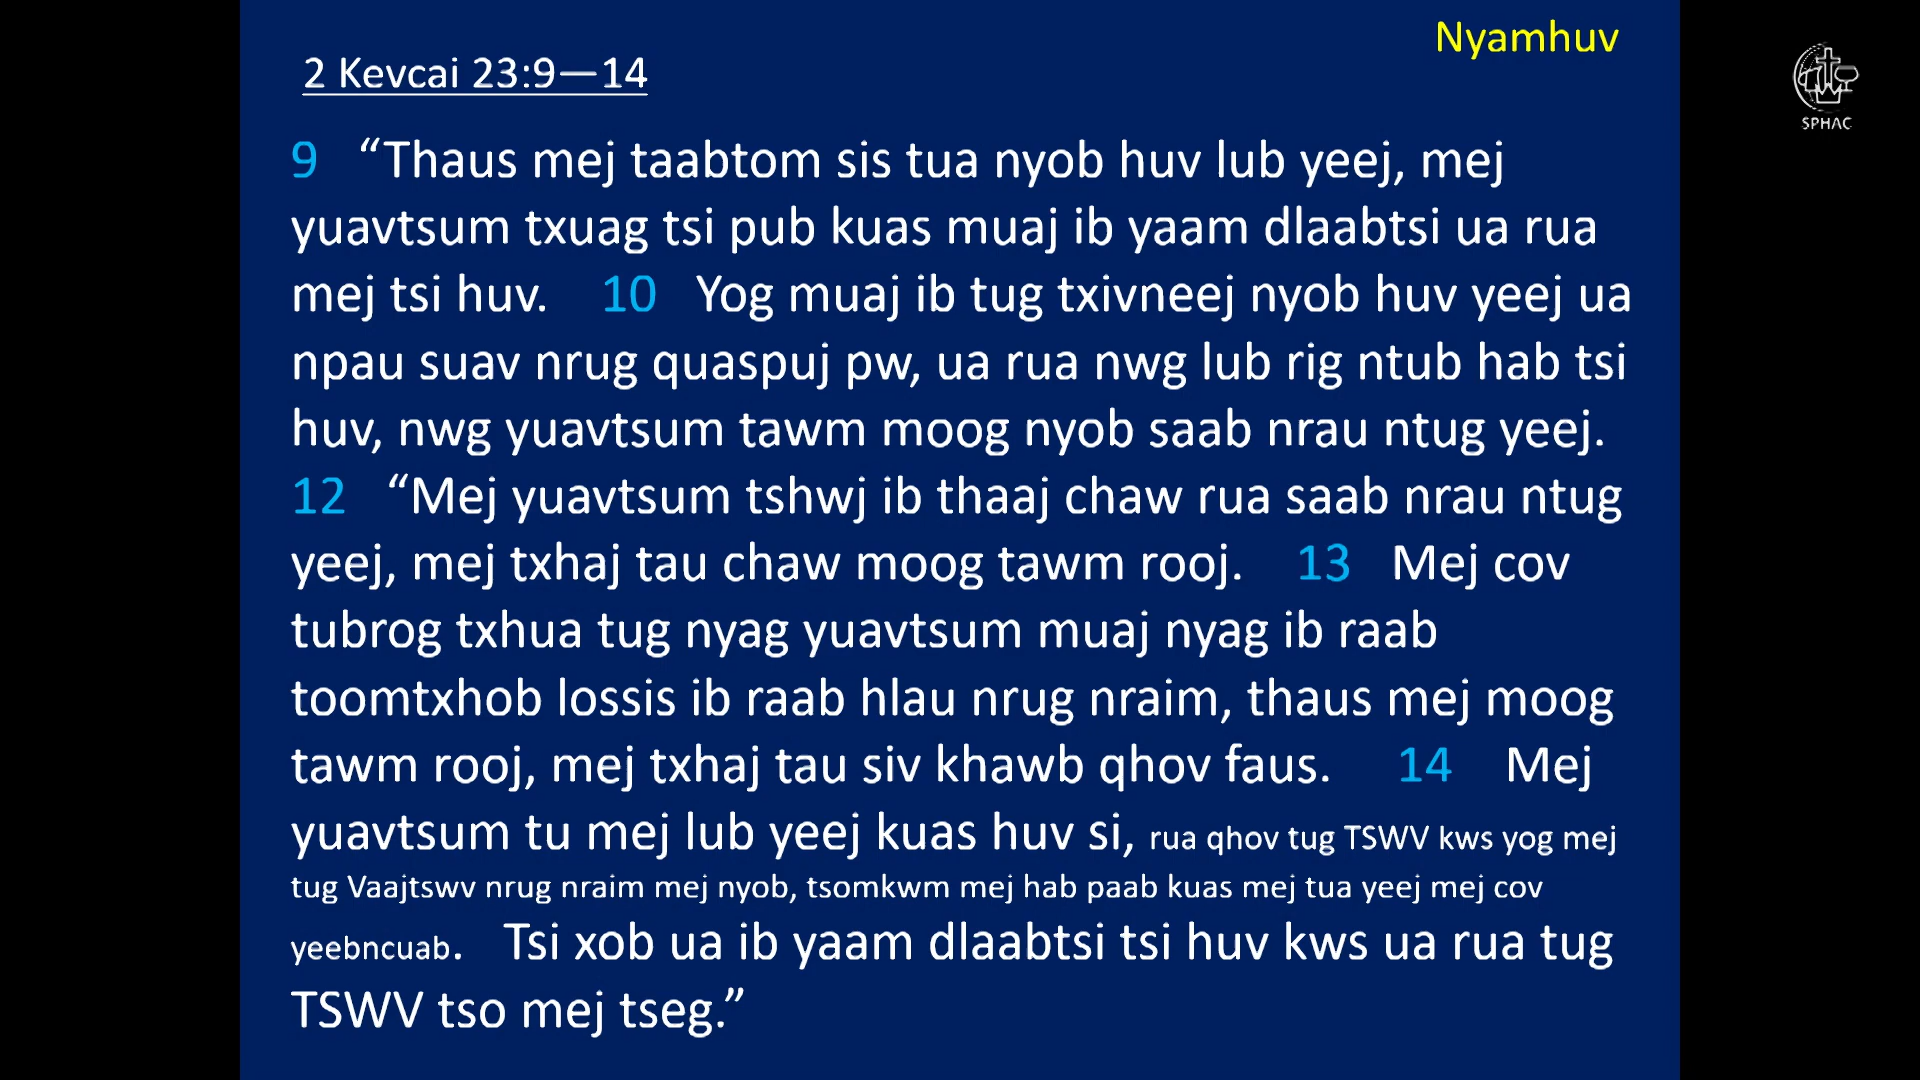 Nyamhuv
2 Kevcai 23:9—14
SPHAC
9 “Thaus mej taabtom sis tua nyob huv lub yeej, mej
yuavtsum txuag tsi pub kuas muaj ib yaam dlaabtsi ua rua
mej tsi huv. 10 Yog muaj ib tug txivneej nyob huv yeej ua
npau suav nrug quaspuj pw, ua rua nwg lub rig ntub hab tsi
huv, nwg yuavtsum tawm moog nyob saab nrau ntug yeej.
12 “Mej yuavtsum tshwj ib thaaj chaw rua saab nrau ntug
yeej, mej txhaj tau chaw moog tawm rooj. 13 Mej cov
tubrog txhua tug nyag yuavtsum muaj nyag ib raab
toomtxhob lossis ib raab hlau nrug nraim, thaus mej moog
tawm rooj, mej txhaj tau siv khawb qhov faus. 14 Mej
yuavtsum tu mej lub yeej kuas huv si, rua qhov tug TSWV kws yog mej
tug Vaajtswv nrug nraim mej nyob, tsomkwm mej hab paab kuas mej tua yeej mej cov
yeebncuab. Tsi xob ua ib yaam dlaabtsi tsi huv kws ua rua tug
TSWV tso mej tseg.”